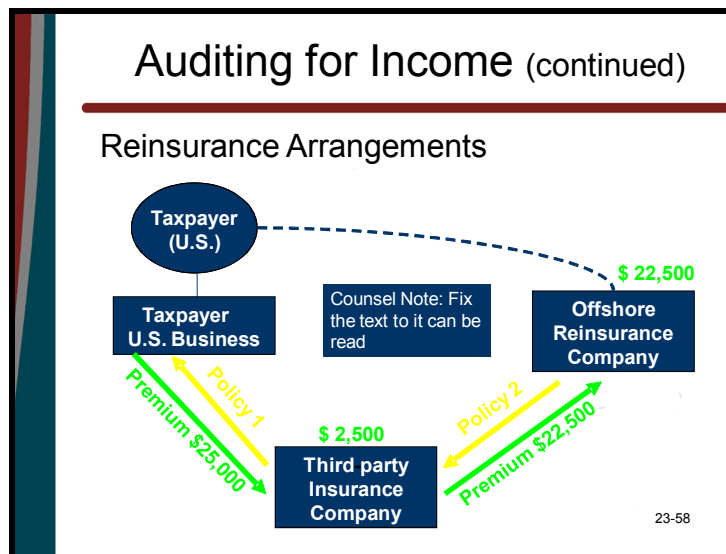 Auditing for Income (continued)
Reinsurance Arrangements
Taxpayer
(U.S.)
$ 22,500
Taxpayer
U.S. Business
Counsel Note: Fix
the text to it can be
read
Offshore
Reinsurance
Company
Policy 1
Premium $25,000
Policy 2
Premium $22,500
$ 2,500
Third party
Insurance
Company
23-58